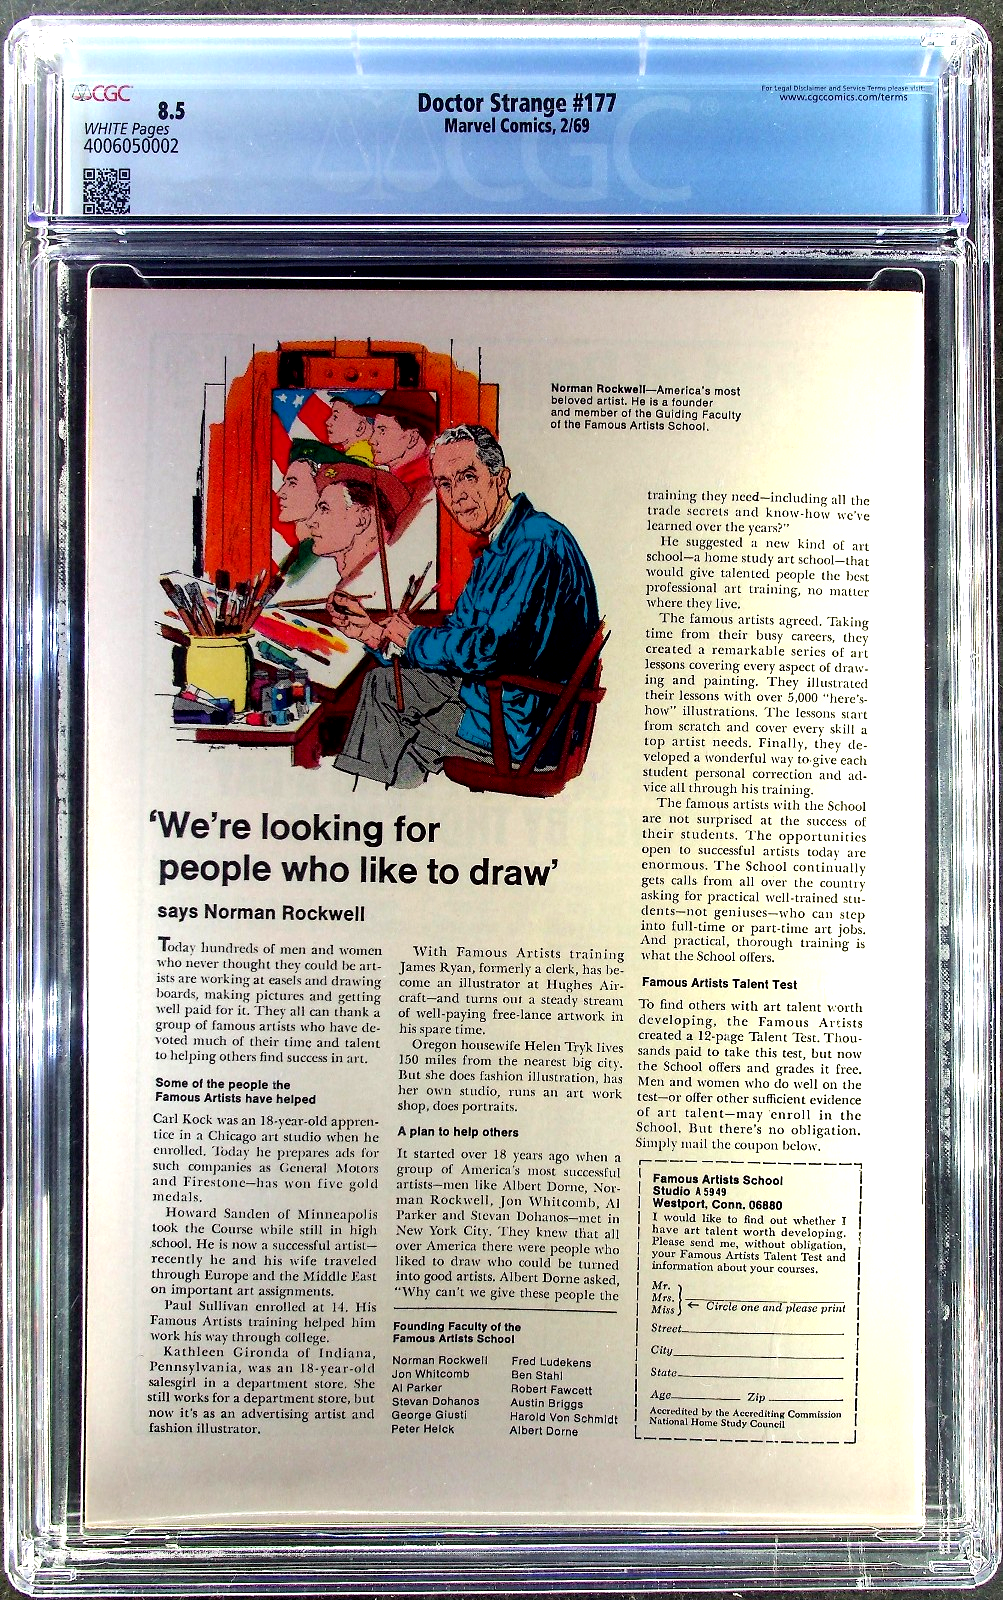 CGC
8.5
WHITE Pages
4006050002
Doctor Strange #177
Marvel Comics, 2/69
For Legal Disclaimer and Service Terms please visit:
www.cgccomics.com/terms
CGC
Norman Rockwell—America's most
beloved artist. He is a founder
and member of the Guiding Faculty
of the Famous Artists School.
'We're looking for
people who like to draw'
says Norman Rockwell
Today hundreds of men and women
who never thought they could be art-
ists are working at easels and drawing
boards, making pictures and getting
well paid for it. They all can thank a
group of famous artists who have de-
voted much of their time and talent
to helping others find success in art.
Some of the people the
Famous Artists have helped
Carl Kock was an 18-year-old appren-
tice in a Chicago art studio when he
enrolled. Today he prepares ads for
such companies as General Motors
and Firestone—has won five gold
medals.
Howard Sanden of Minneapolis
took the Course while still in high
school. He is now a successful artist—
recently he and his wife traveled
through Europe and the Middle East
on important art assignments.
Paul Sullivan enrolled at 14. His
Famous Artists training helped him
work his way through college.
Kathleen Gironda of Indiana,
Pennsylvania, was an 18-year-old
salesgirl in a department store. She
still works for a department store, but
now it's as an advertising artist and
fashion illustrator.
With Famous Artists training
James Ryan, formerly a clerk, has be-
come an illustrator at Hughes Air-
craft—and turns out a steady stream
of well-paying free-lance artwork in
his spare time.
Oregon housewife Helen Tryk lives
150 miles from the nearest big city.
But she does fashion illustration, has
her own studio, runs an art work
shop, does portraits.
A plan to help others
It started over 18 years ago when a
group of America's most successful
artists—men like Albert Dorne, Nor-
man Rockwell, Jon Whitcomb, Al
Parker and Stevan Dohanos—met in
New York City. They knew that all
over America there were people who
liked to draw who could be turned
into good artists. Albert Dorne asked,
"Why can't we give these people the
Founding Faculty of the
Famous Artists School
Norman Rockwell
Jon Whitcomb
Al Parker
Stevan Dohanos
George Giusti
Peter Helck
Fred Ludekens
Ben Stahl
Robert Fawcett
Austin Briggs
Harold Von Schmidt
Albert Dorne
training they need—including all the
trade secrets and know-how we've
learned over the years?"
He suggested a new kind of art
school—a home study art school—that
would give talented people the best
professional art training, no matter
where they live.
The famous artists agreed. Taking
time from their busy careers, they
created a remarkable series of art
lessons covering every aspect of draw-
ing and painting. They illustrated
their lessons with over 5,000 "here's-
how" illustrations. The lessons start
from scratch and cover every skill a
top artist needs. Finally, they de-
veloped a wonderful way to give each
student personal correction and ad-
vice all through his training.
The famous artists with the School
are not surprised at the success of
their students. The opportunities
open to successful artists today are
enormous. The School continually
gets calls from all over the country
asking for practical well-trained stu-
dents—not geniuses—who can step
into full-time or part-time art jobs.
And practical, thorough training is
what the School offers.
Famous Artists Talent Test
To find others with art talent worth
developing, the Famous Artists
created a 12-page Talent Test. Thou-
sands paid to take this test, but now
the School offers and grades it free.
Men and women who do well on the
test—or offer other sufficient evidence
of art talent—may enroll in the
School. But there's no obligation.
Simply mail the coupon below.
Famous Artists School
Studio A5949
Westport, Conn. 06880
I would like to find out whether I
have art talent worth developing.
Please send me, without obligation,
your Famous Artists Talent Test and
information about your courses.
Mr.
Mrs.
Miss ← Circle one and please print
Street
City
State
Age Zip
Accredited by the Accrediting Commission
National Home Study Council